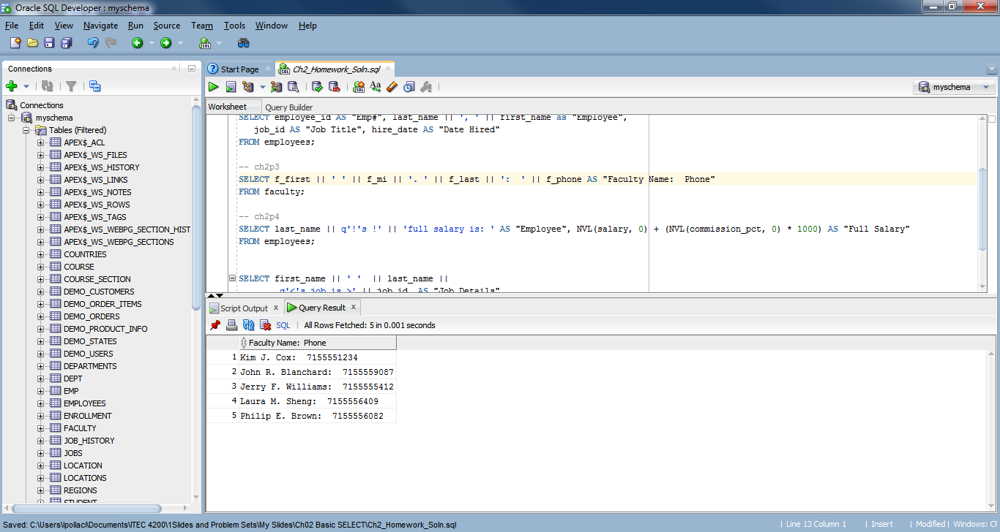 Oracle SQL Developer : myschema
File Edit View Navigate Run Source Team Tools Window Help
Connections
Connections
myschema
Tables (Filtered)
APEX$_ACL
APEX$_WS_FILES
APEX$_WS_HISTORY
APEX$_WS_LINKS
APEX$_WS_NOTES
APEX$_WS_ROWS
APEX$_WS_TAGS
APEX$_WS_WEBPG_SECTION_HIST
APEX$_WS_WEBPG_SECTIONS
COUNTRIES
COURSE
COURSE_SECTION
DEMO_CUSTOMERS
DEMO_ORDER_ITEMS
DEMO_ORDERS
DEMO_PRODUCT_INFO
DEMO_STATES
DEMO_USERS
DEPARTMENTS
DEPT
EMP
EMPLOYEES
ENROLLMENT
FACULTY
JOB_HISTORY
JOBS
LOCATION
LOCATIONS
REGIONS
STUDENT
Start Page Ch2_Homework_Soln.sql
myschema
Worksheet Query Builder
SELECT employee_id AS "Emp#", last_name || ', ' || first_name as "Employee",
job_id AS "Job Title", hire_date AS "Date Hired"
FROM employees;
-- ch2p3
SELECT f_first || ' ' || f_mi || '. ' || f_last || ':  ' || f_phone AS "Faculty Name:  Phone"
FROM faculty;
-- ch2p4
SELECT last_name || q'!'s !' || 'full salary is: ' AS "Employee", NVL(salary, 0) + (NVL(commission_pct, 0) * 1000) AS "Full Salary"
FROM employees;
SELECT first_name || ' '  || last_name ||
q'<'s job is >' || job_id  AS "Job Details"
Script Output Query Result
SQL All Rows Fetched: 5 in 0.001 seconds
Faculty Name:  Phone
1 Kim J. Cox:  7155551234
2 John R. Blanchard:  7155559087
3 Jerry F. Williams:  7155555412
4 Laura M. Sheng:  7155556409
5 Philip E. Brown:  7155556082
Saved: C:\Users\lpollaci\Documents\ITEC 4200\1Slides and Problem Sets\My Slides\Ch02 Basic SELECT\Ch2_Homework_Soln.sql
Line 13 Column 1 Insert Modified Windows: CF